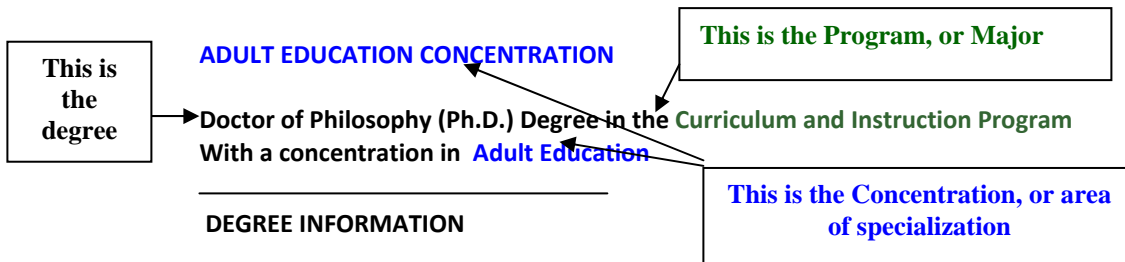 This is the Program, or Major
ADULT EDUCATION CONCENTRATION
This is
the
degree
Doctor of Philosophy (Ph.D.) Degree in the Curriculum and Instruction Program
With a concentration in Adult Education
This is the Concentration, or area
of specialization
DEGREE INFORMATION